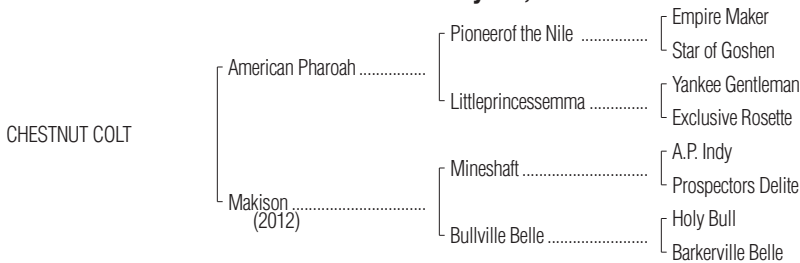 Empire Maker
Pioneerof the Nile ................
Star of Goshen
American Pharoah ................
Yankee Gentleman
Littleprincessemma ..............
Exclusive Rosette
CHESTNUT COLT
A.P. Indy
Mineshaft ..............................
Prospectors Delite
Makison ................................
(2012)
Holy Bull
Bullville Belle ........................
Barkerville Belle